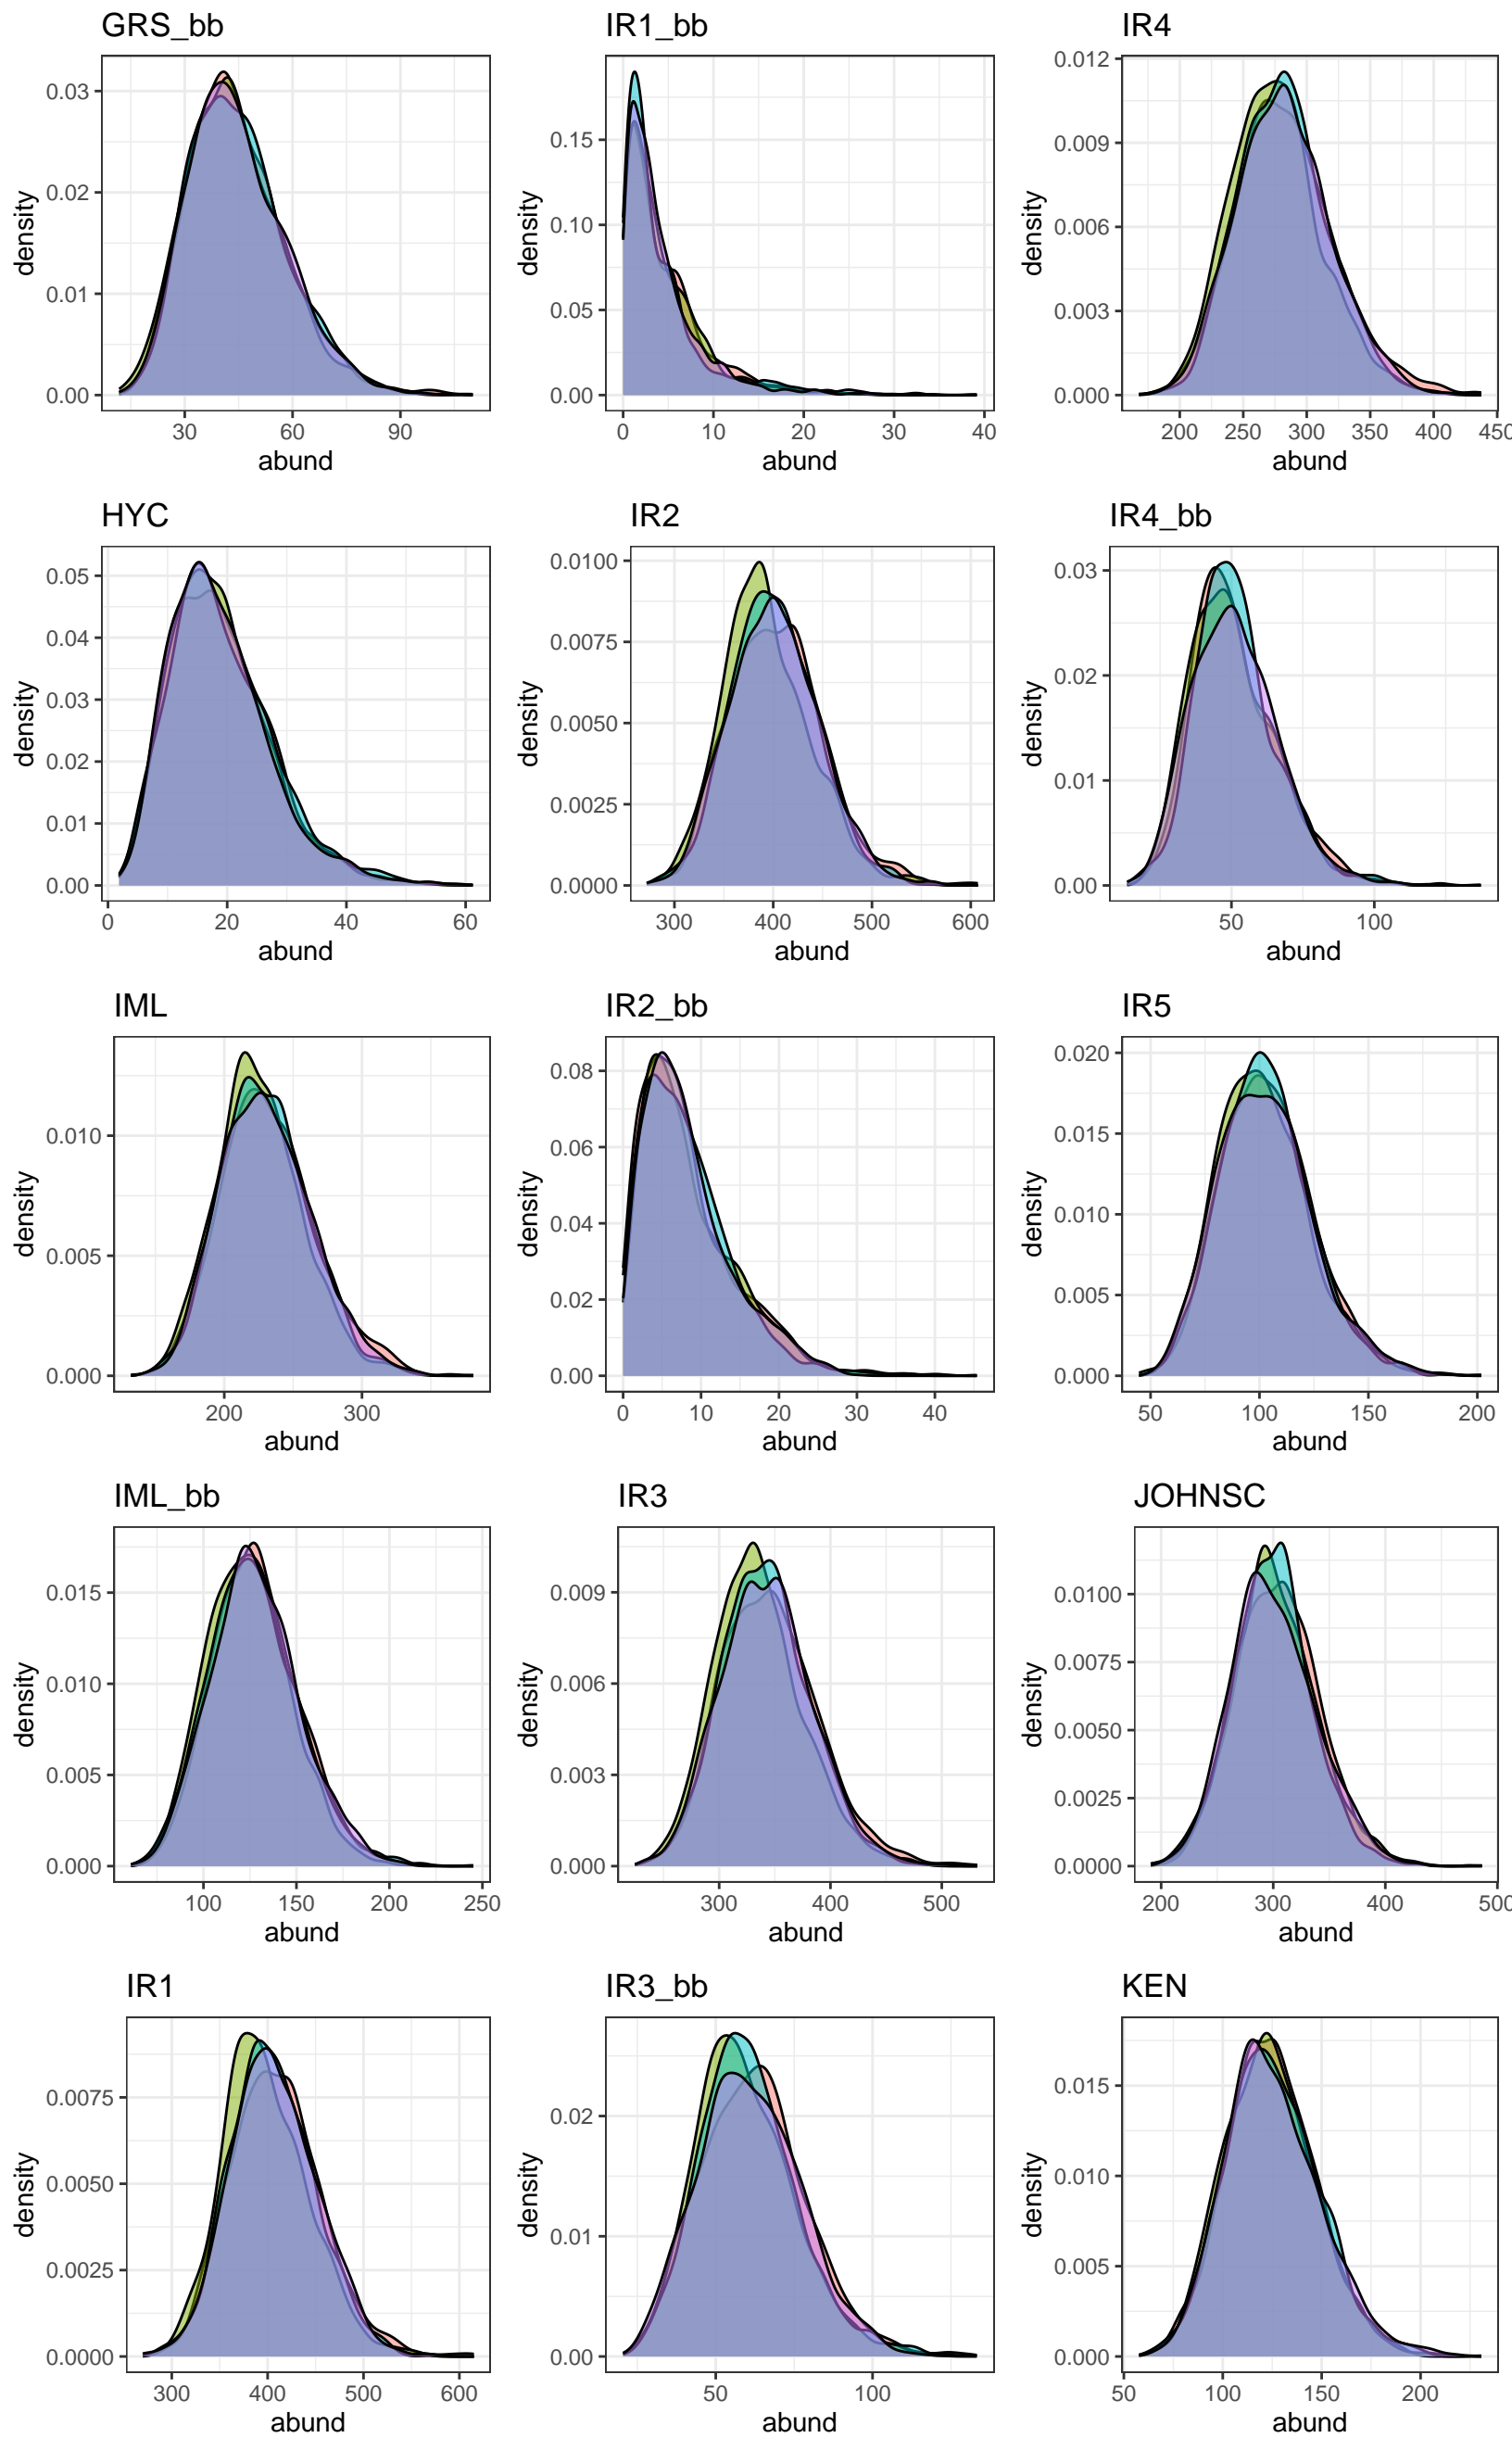 GRS_bb
IR1_bb
IR4
density
0.03
0.02
0.01
0.00
30 60 90
abund
density
0.15
0.10
0.05
0.00
0 10 20 30 40
abund
density
0.012
0.009
0.006
0.003
0.000
200 250 300 350 400 450
abund
HYC
IR2
IR4_bb
density
0.05
0.04
0.03
0.02
0.01
0.00
0 20 40 60
abund
density
0.0100
0.0075
0.0050
0.0025
0.0000
300 400 500 600
abund
density
0.03
0.02
0.01
0.00
50 100
abund
IML
IR2_bb
IR5
density
0.010
0.005
0.000
200 300
abund
density
0.08
0.06
0.04
0.02
0.00
0 10 20 30 40
abund
density
0.020
0.015
0.010
0.005
0.000
50 100 150 200
abund
IML_bb
IR3
JOHNSC
density
0.015
0.010
0.005
0.000
100 150 200 250
abund
density
0.009
0.006
0.003
0.000
300 400 500
abund
density
0.0100
0.0075
0.0050
0.0025
0.0000
200 300 400 500
abund
IR1
IR3_bb
KEN
density
0.0075
0.0050
0.0025
0.0000
300 400 500 600
abund
density
0.02
0.01
0.00
50 100
abund
density
0.015
0.010
0.005
0.000
50 100 150 200
abund